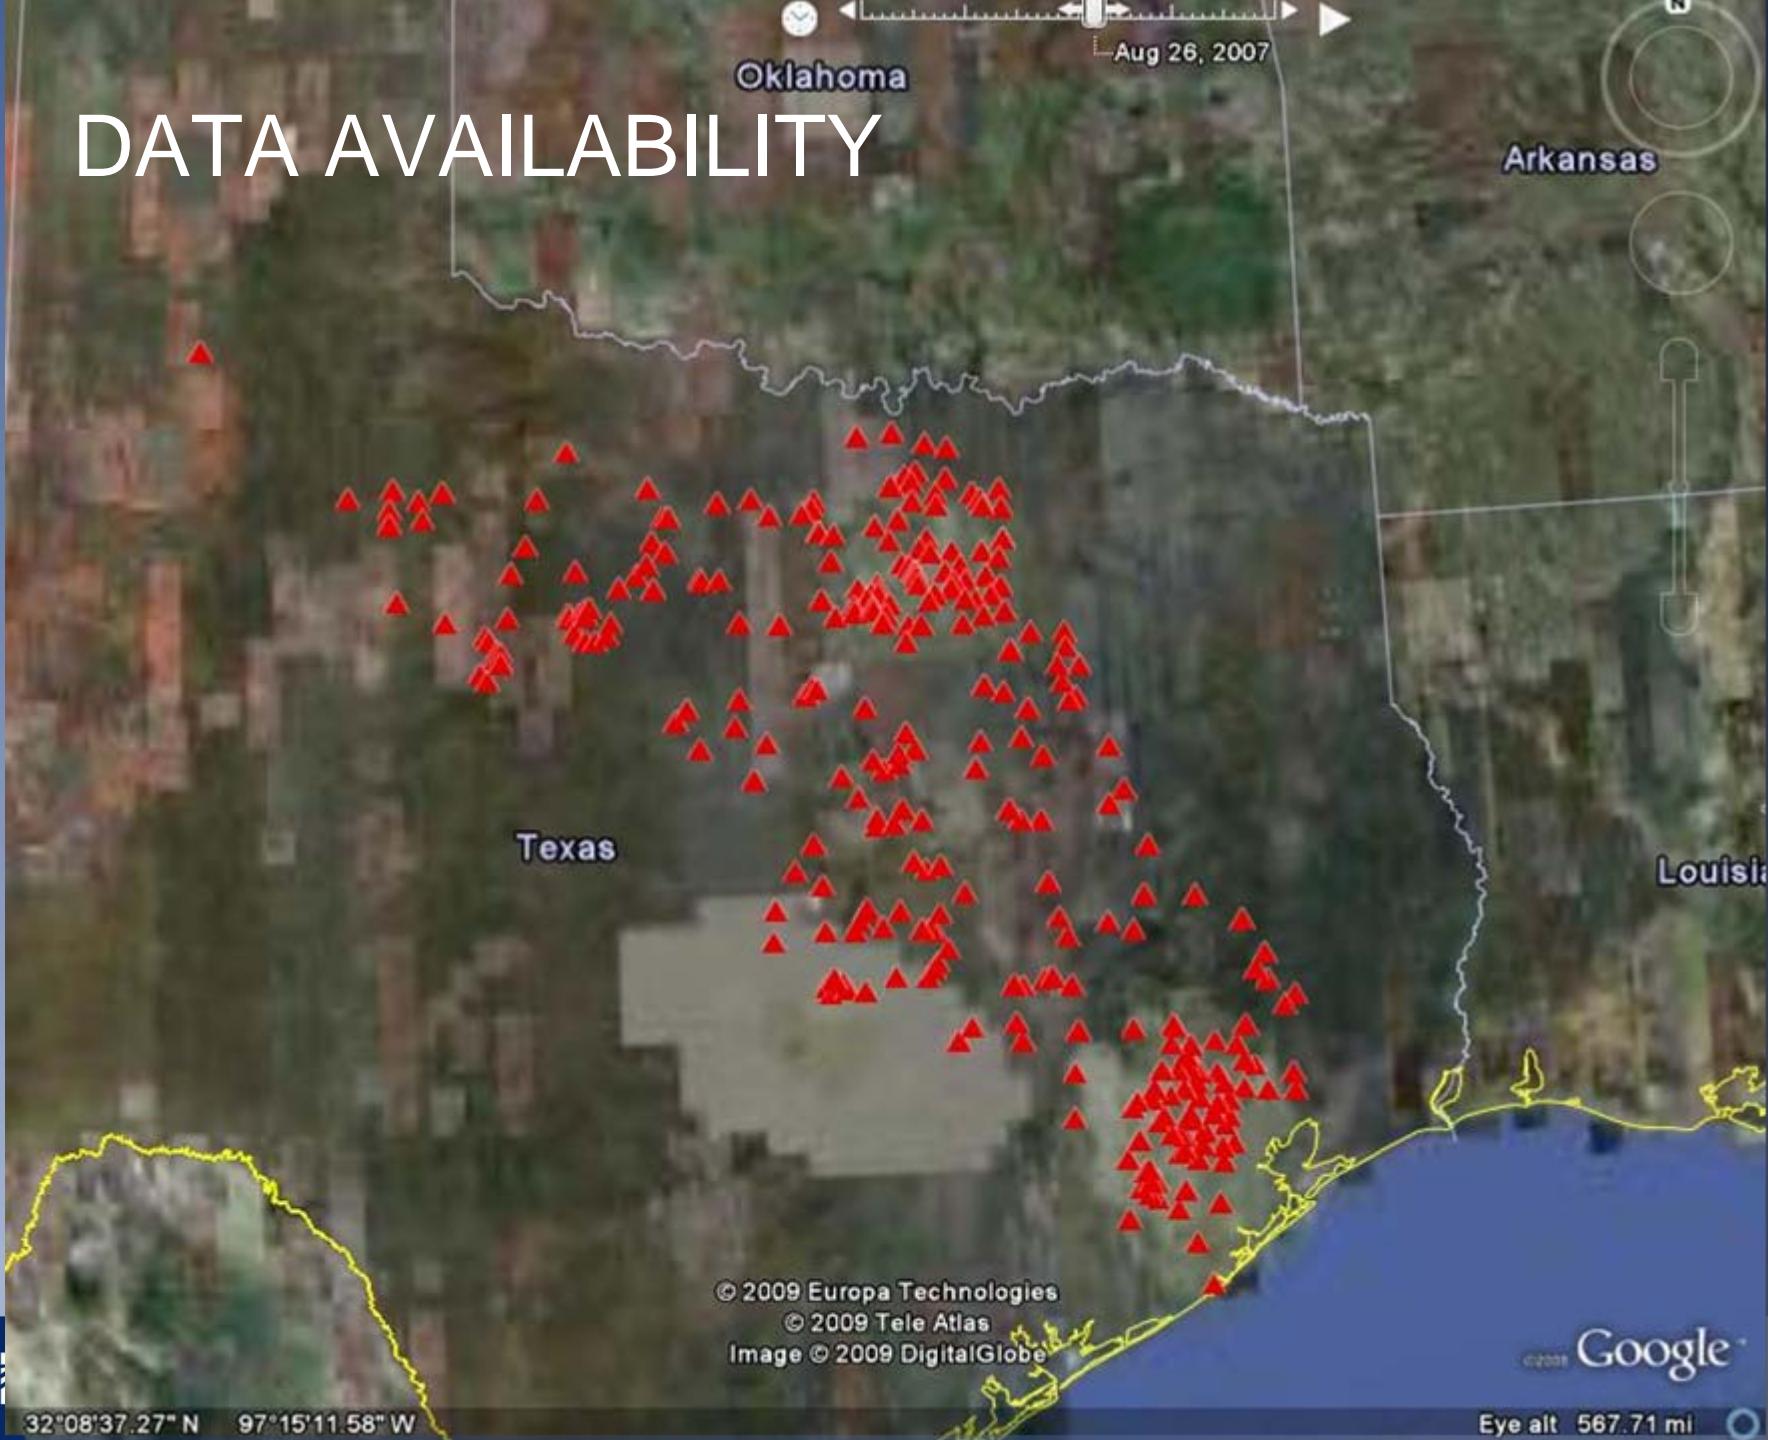 Aug 26, 2007
Oklahoma
DATA AVAILABILITY
Arkansas
Texas
Louisia
© 2009 Europa Technologies
© 2009 Tele Atlas
Image © 2009 DigitalGlobe
Google
32°08'37.27" N 97°15'11.58" W
Eye alt 567.71 mi